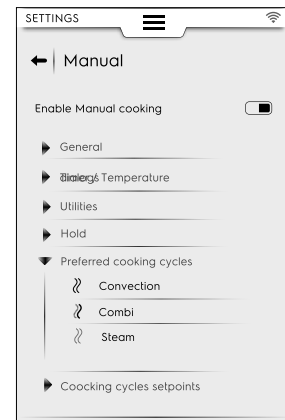 SETTINGS
Manual
Enable Manual cooking
General
/ Temperature
Utilities
Hold
Preferred cooking cycles
Convection
Combi
Steam
Coocking cycles setpoints